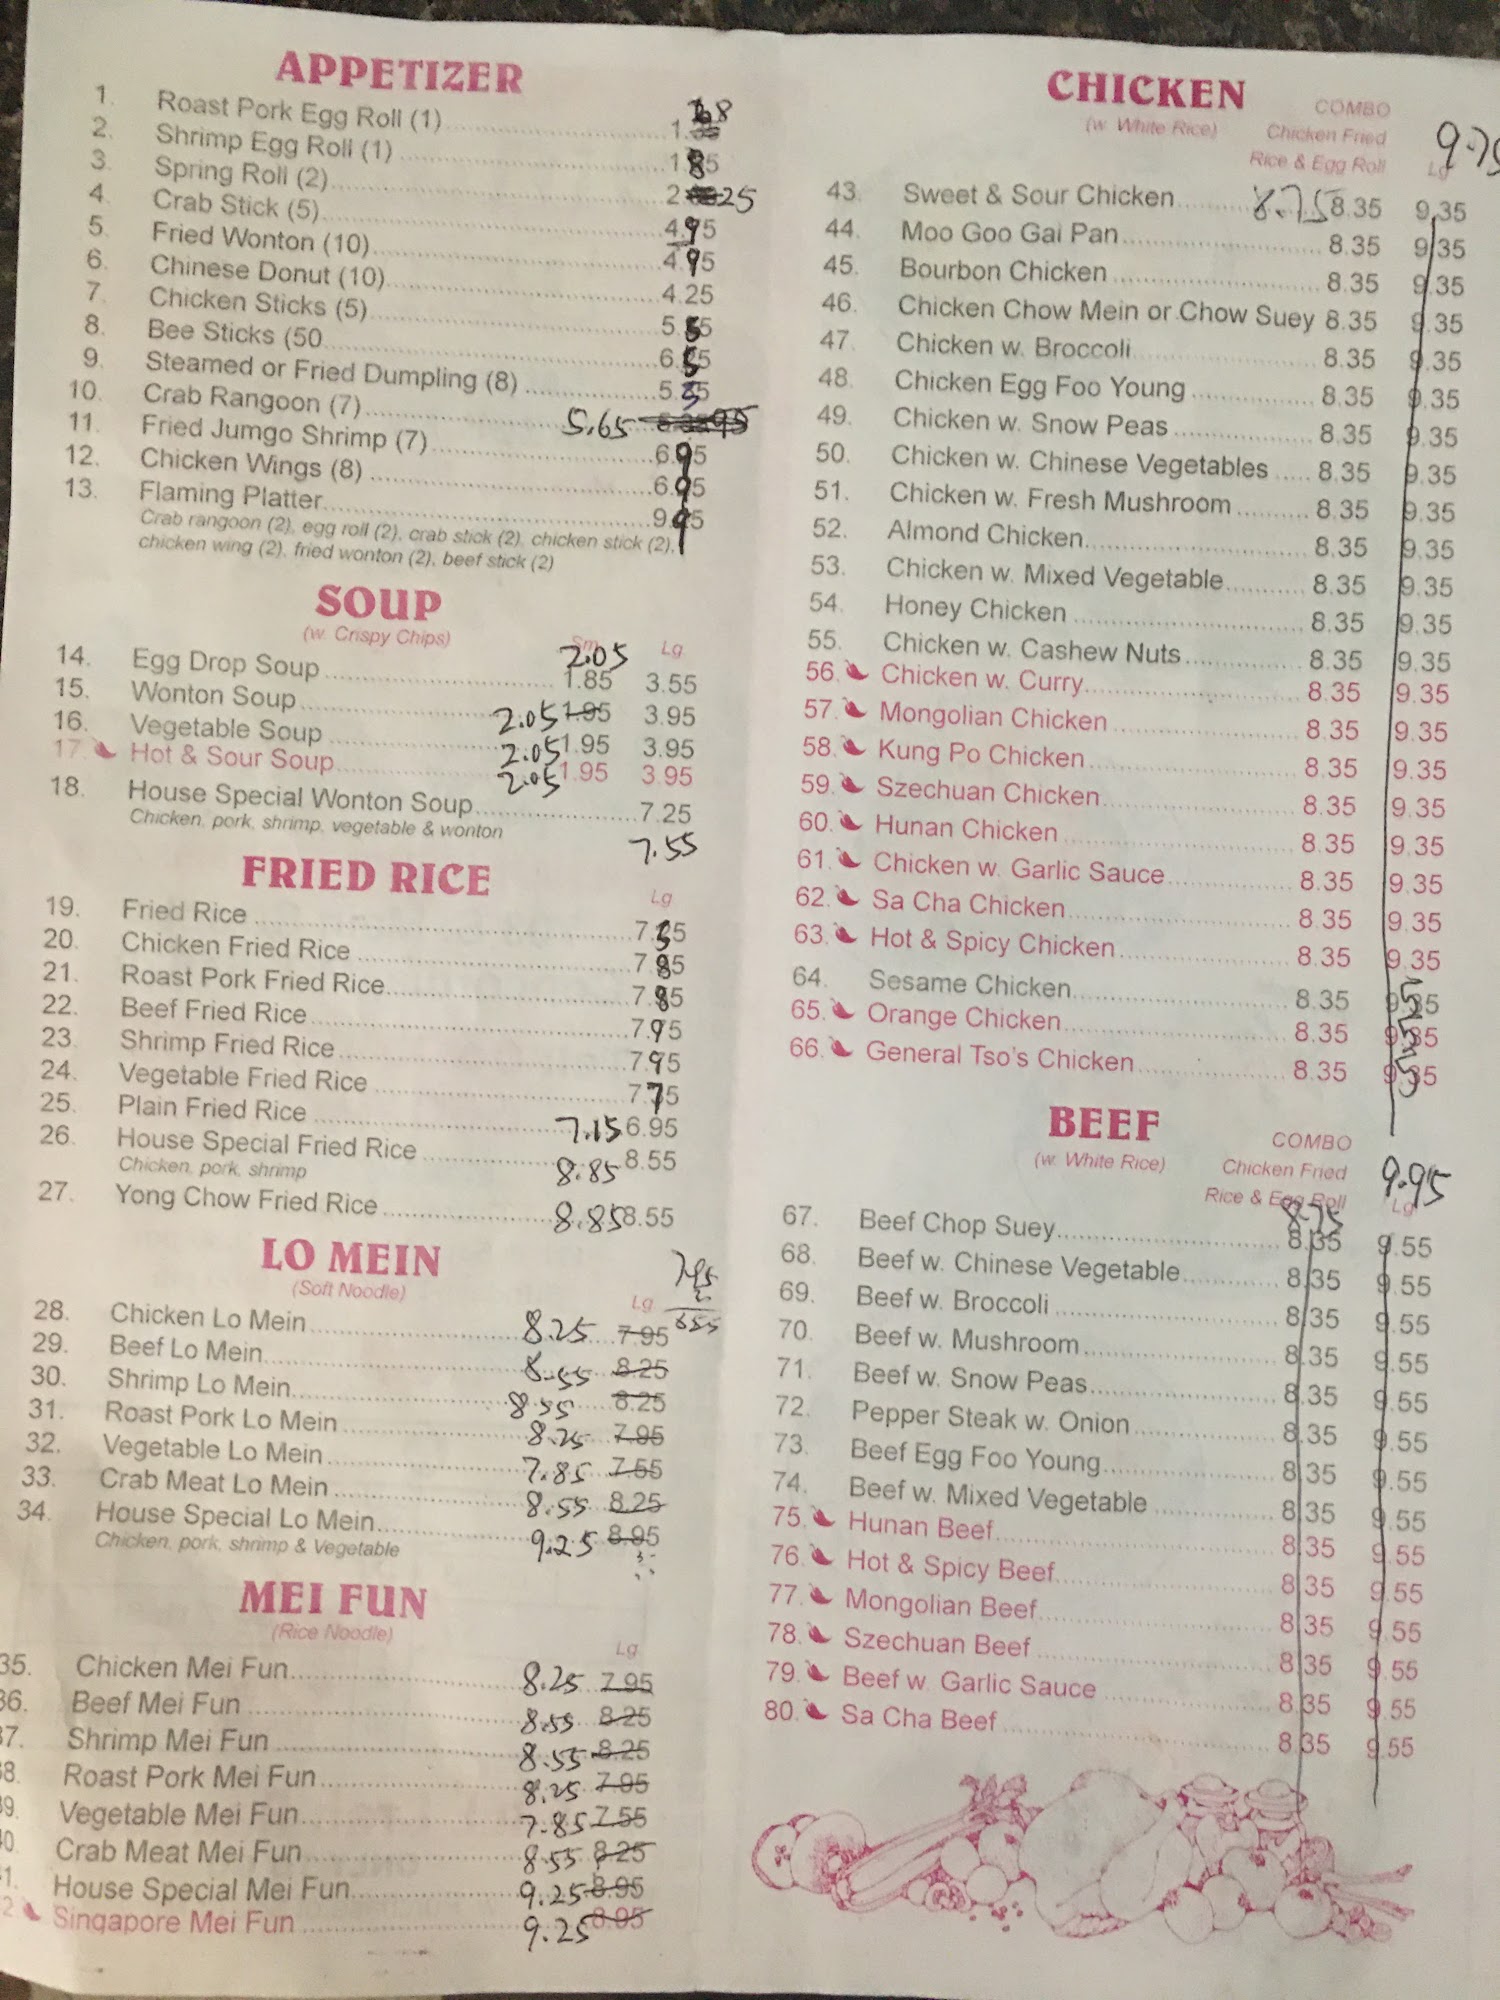 APPETIZER
1. Roast Pork Egg Roll (1)
2. Shrimp Egg Roll (1) 1.85
3. Spring Roll (2) 2 25
4. Crab Stick (5) 4.95
5. Fried Wonton (10) 4.95
6. Chinese Donut (10) 4.25
7. Chicken Sticks (5) 5.55
8. Bee Sticks (50 6.55
9. Steamed or Fried Dumpling (8) 5.
10. Crab Rangoon (7) 5.65
11. Fried Jumgo Shrimp (7) 6.95
12. Chicken Wings (8) 6.95
13. Flaming Platter 9.95
Crab rangoon (2), egg roll (2), crab stick (2), chicken stick (2),
chicken wing (2), fried wonton (2), beef stick (2)
SOUP
(w. Crispy Chips) Sm Lg
14. Egg Drop Soup 2.05 1.85 3.55
15. Wonton Soup 2.05 1.95 3.95
16. Vegetable Soup 2.05 1.95 3.95
17. Hot & Sour Soup 2.05 1.95 3.95
18. House Special Wonton Soup 7.25
Chicken, pork, shrimp, vegetable & wonton
7.55
FRIED RICE
Lg
19. Fried Rice 7.55
20. Chicken Fried Rice 7.85
21. Roast Pork Fried Rice 7.85
22. Beef Fried Rice 7.95
23. Shrimp Fried Rice 7.95
24. Vegetable Fried Rice 7.75
25. Plain Fried Rice 7.15 6.95
26. House Special Fried Rice 8.85 8.55
Chicken, pork, shrimp
27. Yong Chow Fried Rice 8.85 8.55
LO MEIN
(Soft Noodle)
Lg
655
28. Chicken Lo Mein 8.25 7.95
29. Beef Lo Mein 8.55 8.25
30. Shrimp Lo Mein 8.55 8.25
31. Roast Pork Lo Mein 8.25 7.95
32. Vegetable Lo Mein 7.85 7.55
33. Crab Meat Lo Mein 8.55 8.25
34. House Special Lo Mein 9.25 8.95
Chicken, pork, shrimp & Vegetable
MEI FUN
(Rice Noodle)
Lg
35. Chicken Mei Fun 8.25 7.95
36. Beef Mei Fun 8.55 8.25
37. Shrimp Mei Fun 8.55 8.25
38. Roast Pork Mei Fun 8.25 7.95
39. Vegetable Mei Fun 7.85 7.55
40. Crab Meat Mei Fun 8.55 8.25
1. House Special Mei Fun 9.25 8.95
2 Singapore Mei Fun 9.25 8.95
CHICKEN
(w. White Rice)
COMBO
Chicken Fried
Rice & Egg Roll
Lg
9.75
43. Sweet & Sour Chicken 8.75 8.35 9.35
44. Moo Goo Gai Pan 8.35 9.35
45. Bourbon Chicken 8.35 9.35
46. Chicken Chow Mein or Chow Suey 8.35 9.35
47. Chicken w. Broccoli 8.35 9.35
48. Chicken Egg Foo Young 8.35 9.35
49. Chicken w. Snow Peas 8.35 9.35
50. Chicken w. Chinese Vegetables 8.35 9.35
51. Chicken w. Fresh Mushroom 8.35 9.35
52. Almond Chicken 8.35 9.35
53. Chicken w. Mixed Vegetable 8.35 9.35
54. Honey Chicken 8.35 9.35
55. Chicken w. Cashew Nuts 8.35 9.35
56. Chicken w. Curry 8.35 9.35
57. Mongolian Chicken 8.35 9.35
58. Kung Po Chicken 8.35 9.35
59. Szechuan Chicken 8.35 9.35
60. Hunan Chicken 8.35 9.35
61. Chicken w. Garlic Sauce 8.35 9.35
62. Sa Cha Chicken 8.35 9.35
63. Hot & Spicy Chicken 8.35 9.35
64. Sesame Chicken 8.35 9.35
65. Orange Chicken 8.35 9.35
66. General Tso's Chicken 8.35 9.35
BEEF
(w. White Rice)
COMBO
Chicken Fried
Rice & Egg Roll
Lg
9.95
8.75
67. Beef Chop Suey 8.35 9.55
68. Beef w. Chinese Vegetable 8.35 9.55
69. Beef w. Broccoli 8.35 9.55
70. Beef w. Mushroom 8.35 9.55
71. Beef w. Snow Peas 8.35 9.55
72. Pepper Steak w. Onion 8.35 9.55
73. Beef Egg Foo Young 8.35 9.55
74. Beef w. Mixed Vegetable 8.35 9.55
75. Hunan Beef 8.35 9.55
76. Hot & Spicy Beef 8.35 9.55
77. Mongolian Beef 8.35 9.55
78. Szechuan Beef 8.35 9.55
79. Beef w. Garlic Sauce 8.35 9.55
80. Sa Cha Beef 8.35 9.55